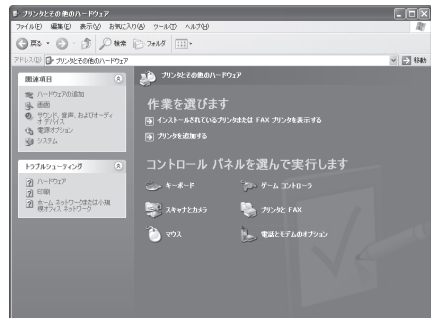 プリンタとその他のハードウェア
ファイル(F) 編集(E) 表示(V) お気に入り(A) ツール(T) ヘルプ(H)
戻る 検索 フォルダ
アドレス(D) プリンタとその他のハードウェア 移動
関連項目
ハードウェアの追加
画面
サウンド、音声、およびオーディオ デバイス
電源オプション
システム
トラブルシューティング
ハードウェア
印刷
ホーム ネットワークまたは小規模オフィス ネットワーク
プリンタとその他のハードウェア
作業を選びます
インストールされているプリンタまたは FAX プリンタを表示する
プリンタを追加する
コントロール パネルを選んで実行します
キーボード
ゲーム コントローラ
スキャナとカメラ
プリンタと FAX
マウス
電話とモデムのオプション